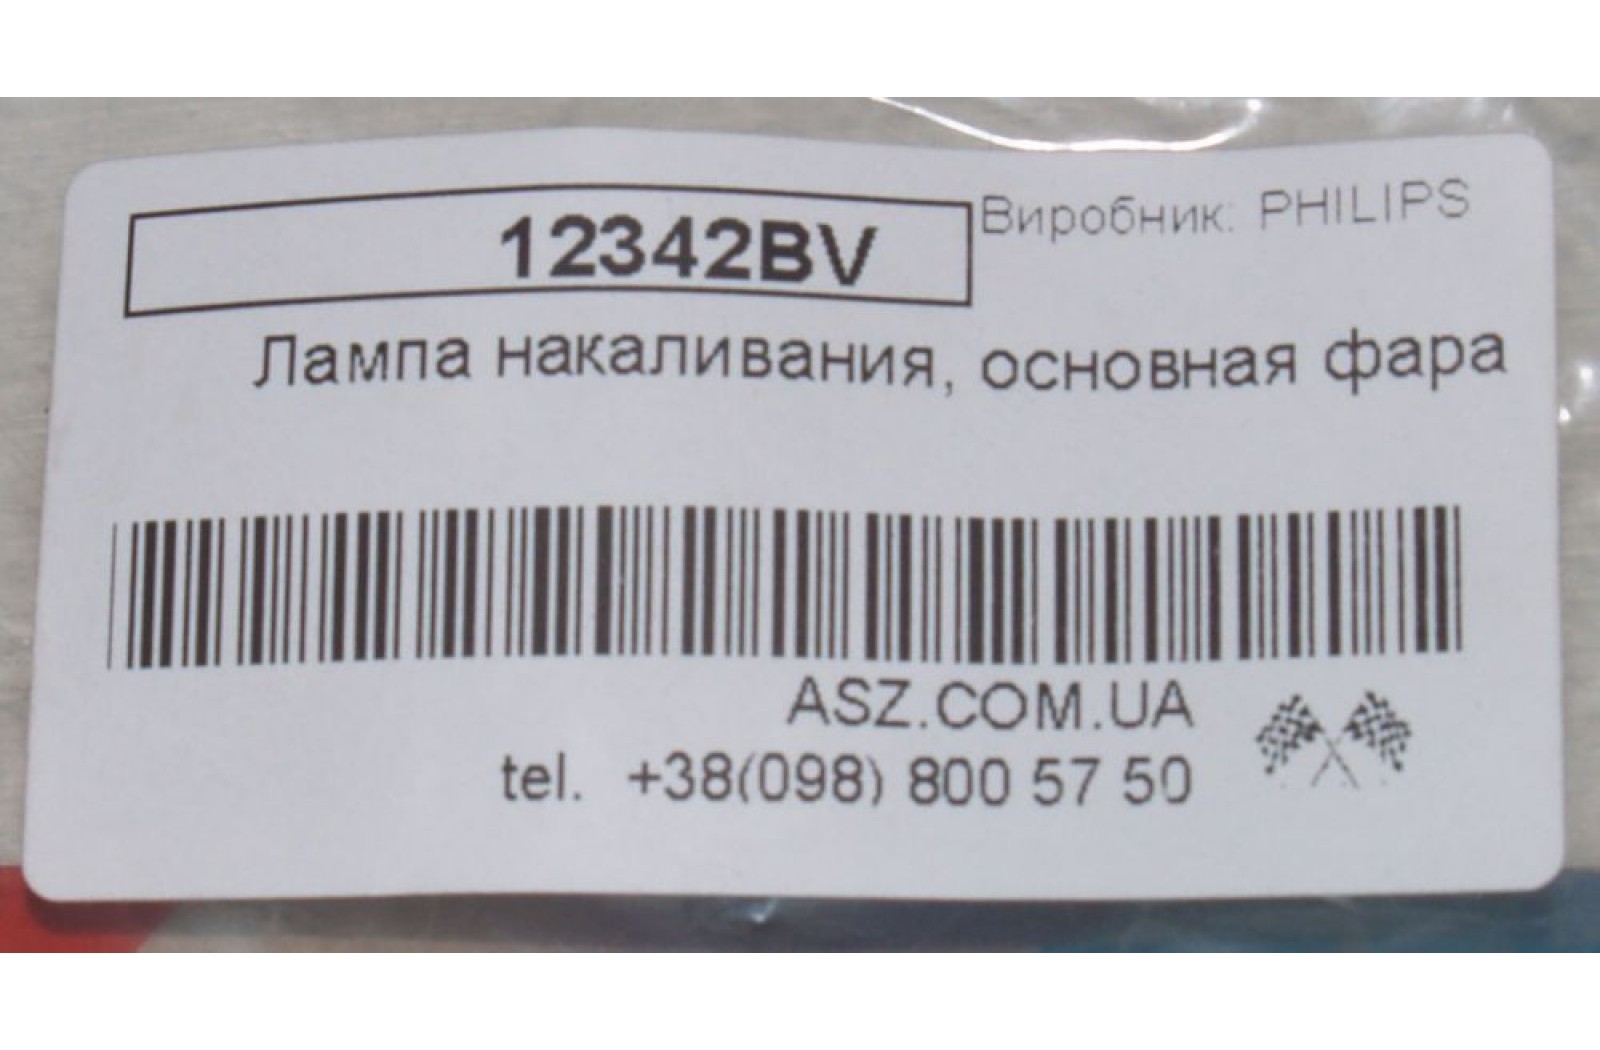 12342BV Виробник: PHILIPS
Лампа накаливания, основная фара
ASZ.COM.UA
tel. +38(098) 800 57 50